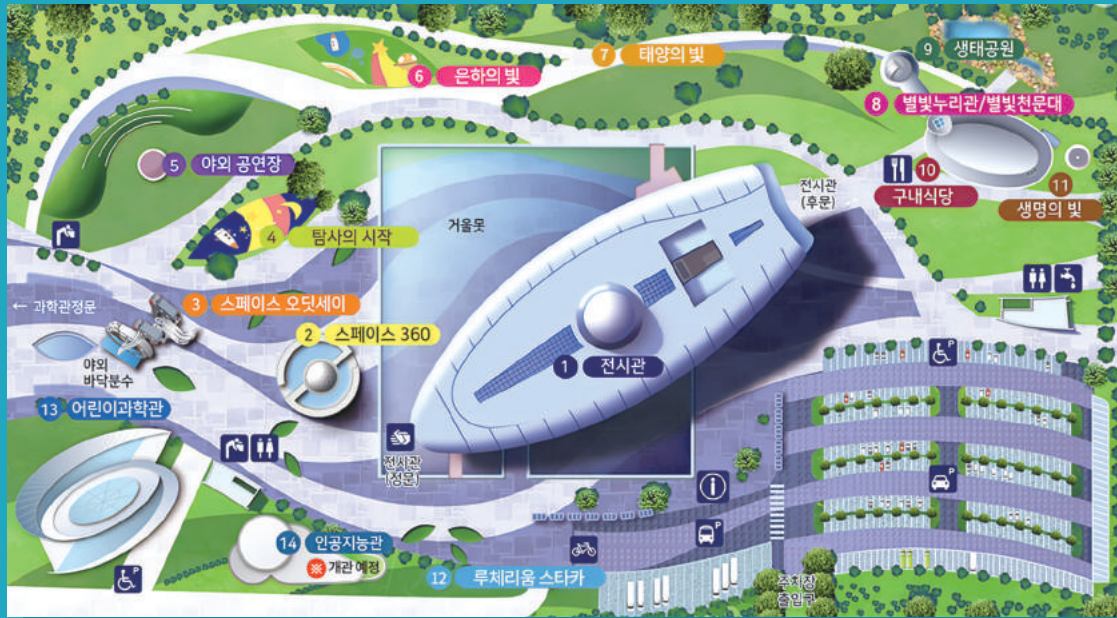 7 태양의 빛
9 생태공원
6 은하의 빛
8 별빛누리관/별빛천문대
5 야외 공연장
10
구내식당
전시관
(후문)
11
생명의 빛
거울못
4 탐사의 시작
← 과학관정문
3 스페이스 오딧세이
2 스페이스 360
야외
바닥분수
1 전시관
13 어린이과학관
전시관
(정문)
P
P
P
14 인공지능관
※ 개관 예정
12 루체리움 스타카
P
주차장
출입구